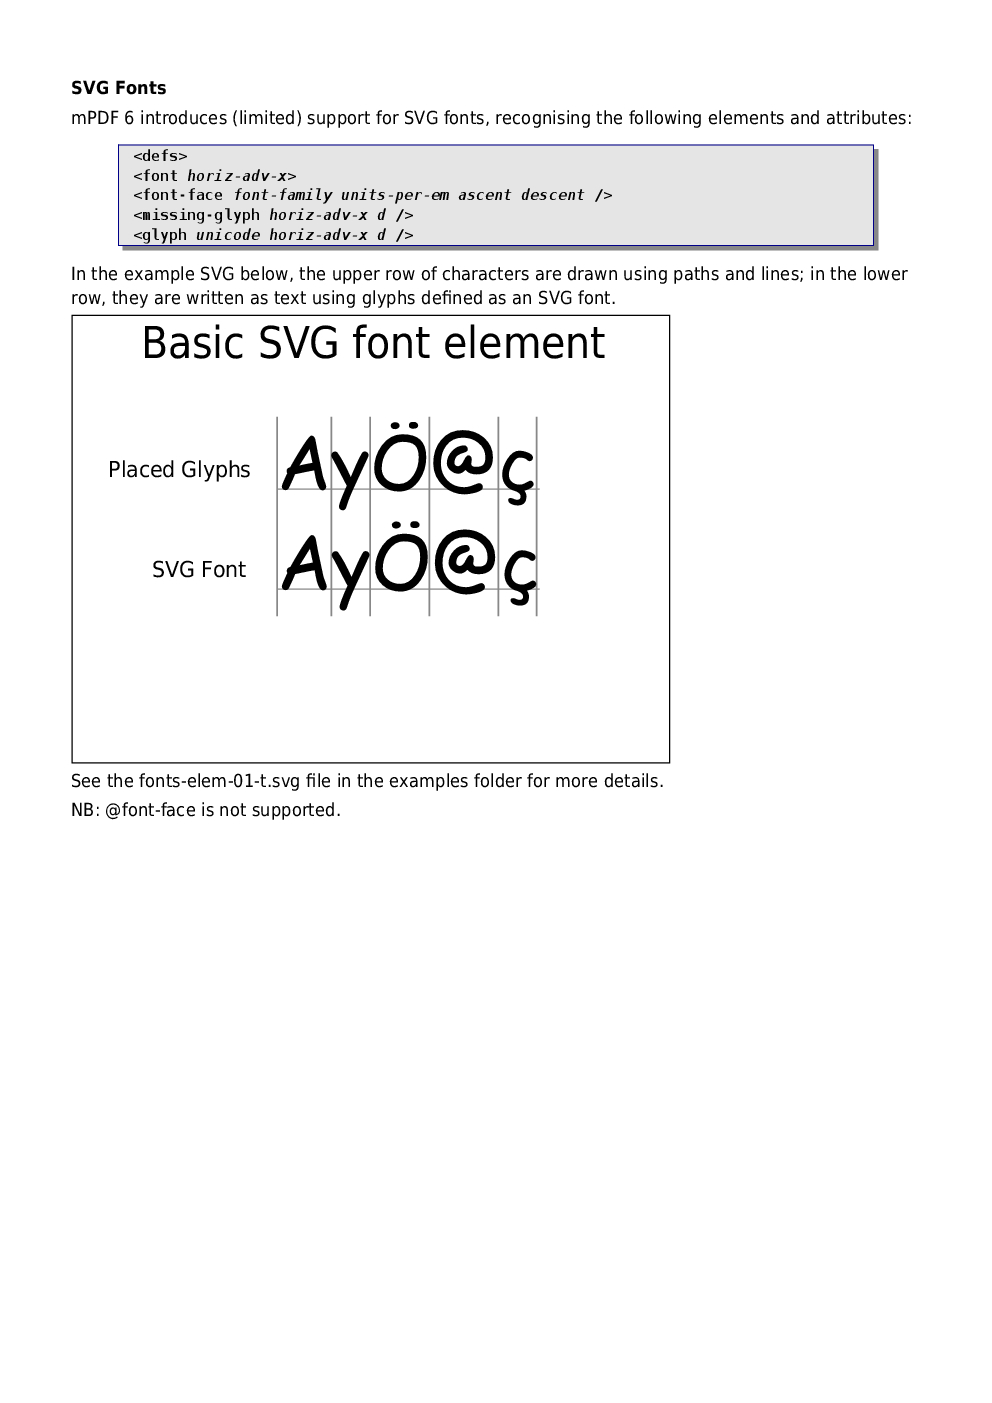 SVG Fonts
mPDF 6 introduces (limited) support for SVG fonts, recognising the following elements and attributes:
<defs>
<font horiz-adv-x>
<font-face font-family units-per-em ascent descent />
<missing-glyph horiz-adv-x d />
<glyph unicode horiz-adv-x d />
In the example SVG below, the upper row of characters are drawn using paths and lines; in the lower
row, they are written as text using glyphs defined as an SVG font.
Basic SVG font element
Placed Glyphs AyÖ@ç
SVG Font AyÖ@ç
See the fonts-elem-01-t.svg file in the examples folder for more details.
NB: @font-face is not supported.